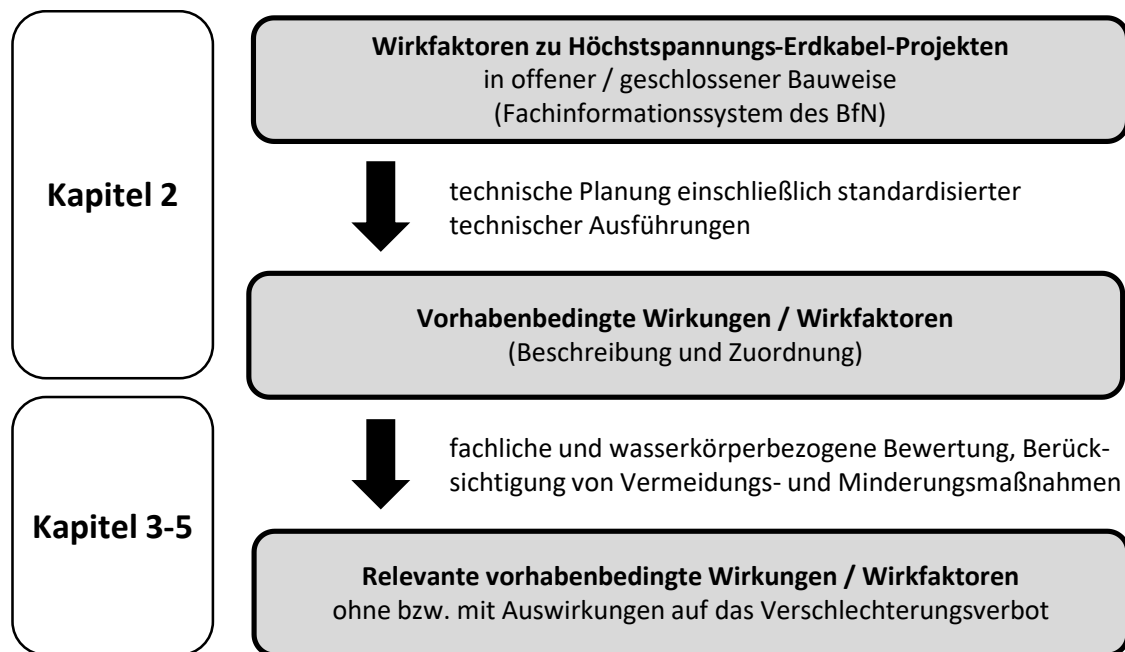 Kapitel 2
Wirkfaktoren zu Höchstspannungs-Erdkabel-Projekten
in offener / geschlossener Bauweise
(Fachinformationssystem des BfN)
technische Planung einschließlich standardisierter
technischer Ausführungen
Vorhabenbedingte Wirkungen / Wirkfaktoren
(Beschreibung und Zuordnung)
Kapitel 3-5
fachliche und wasserkörperbezogene Bewertung, Berück-
sichtigung von Vermeidungs- und Minderungsmaßnahmen
Relevante vorhabenbedingte Wirkungen / Wirkfaktoren
ohne bzw. mit Auswirkungen auf das Verschlechterungsverbot